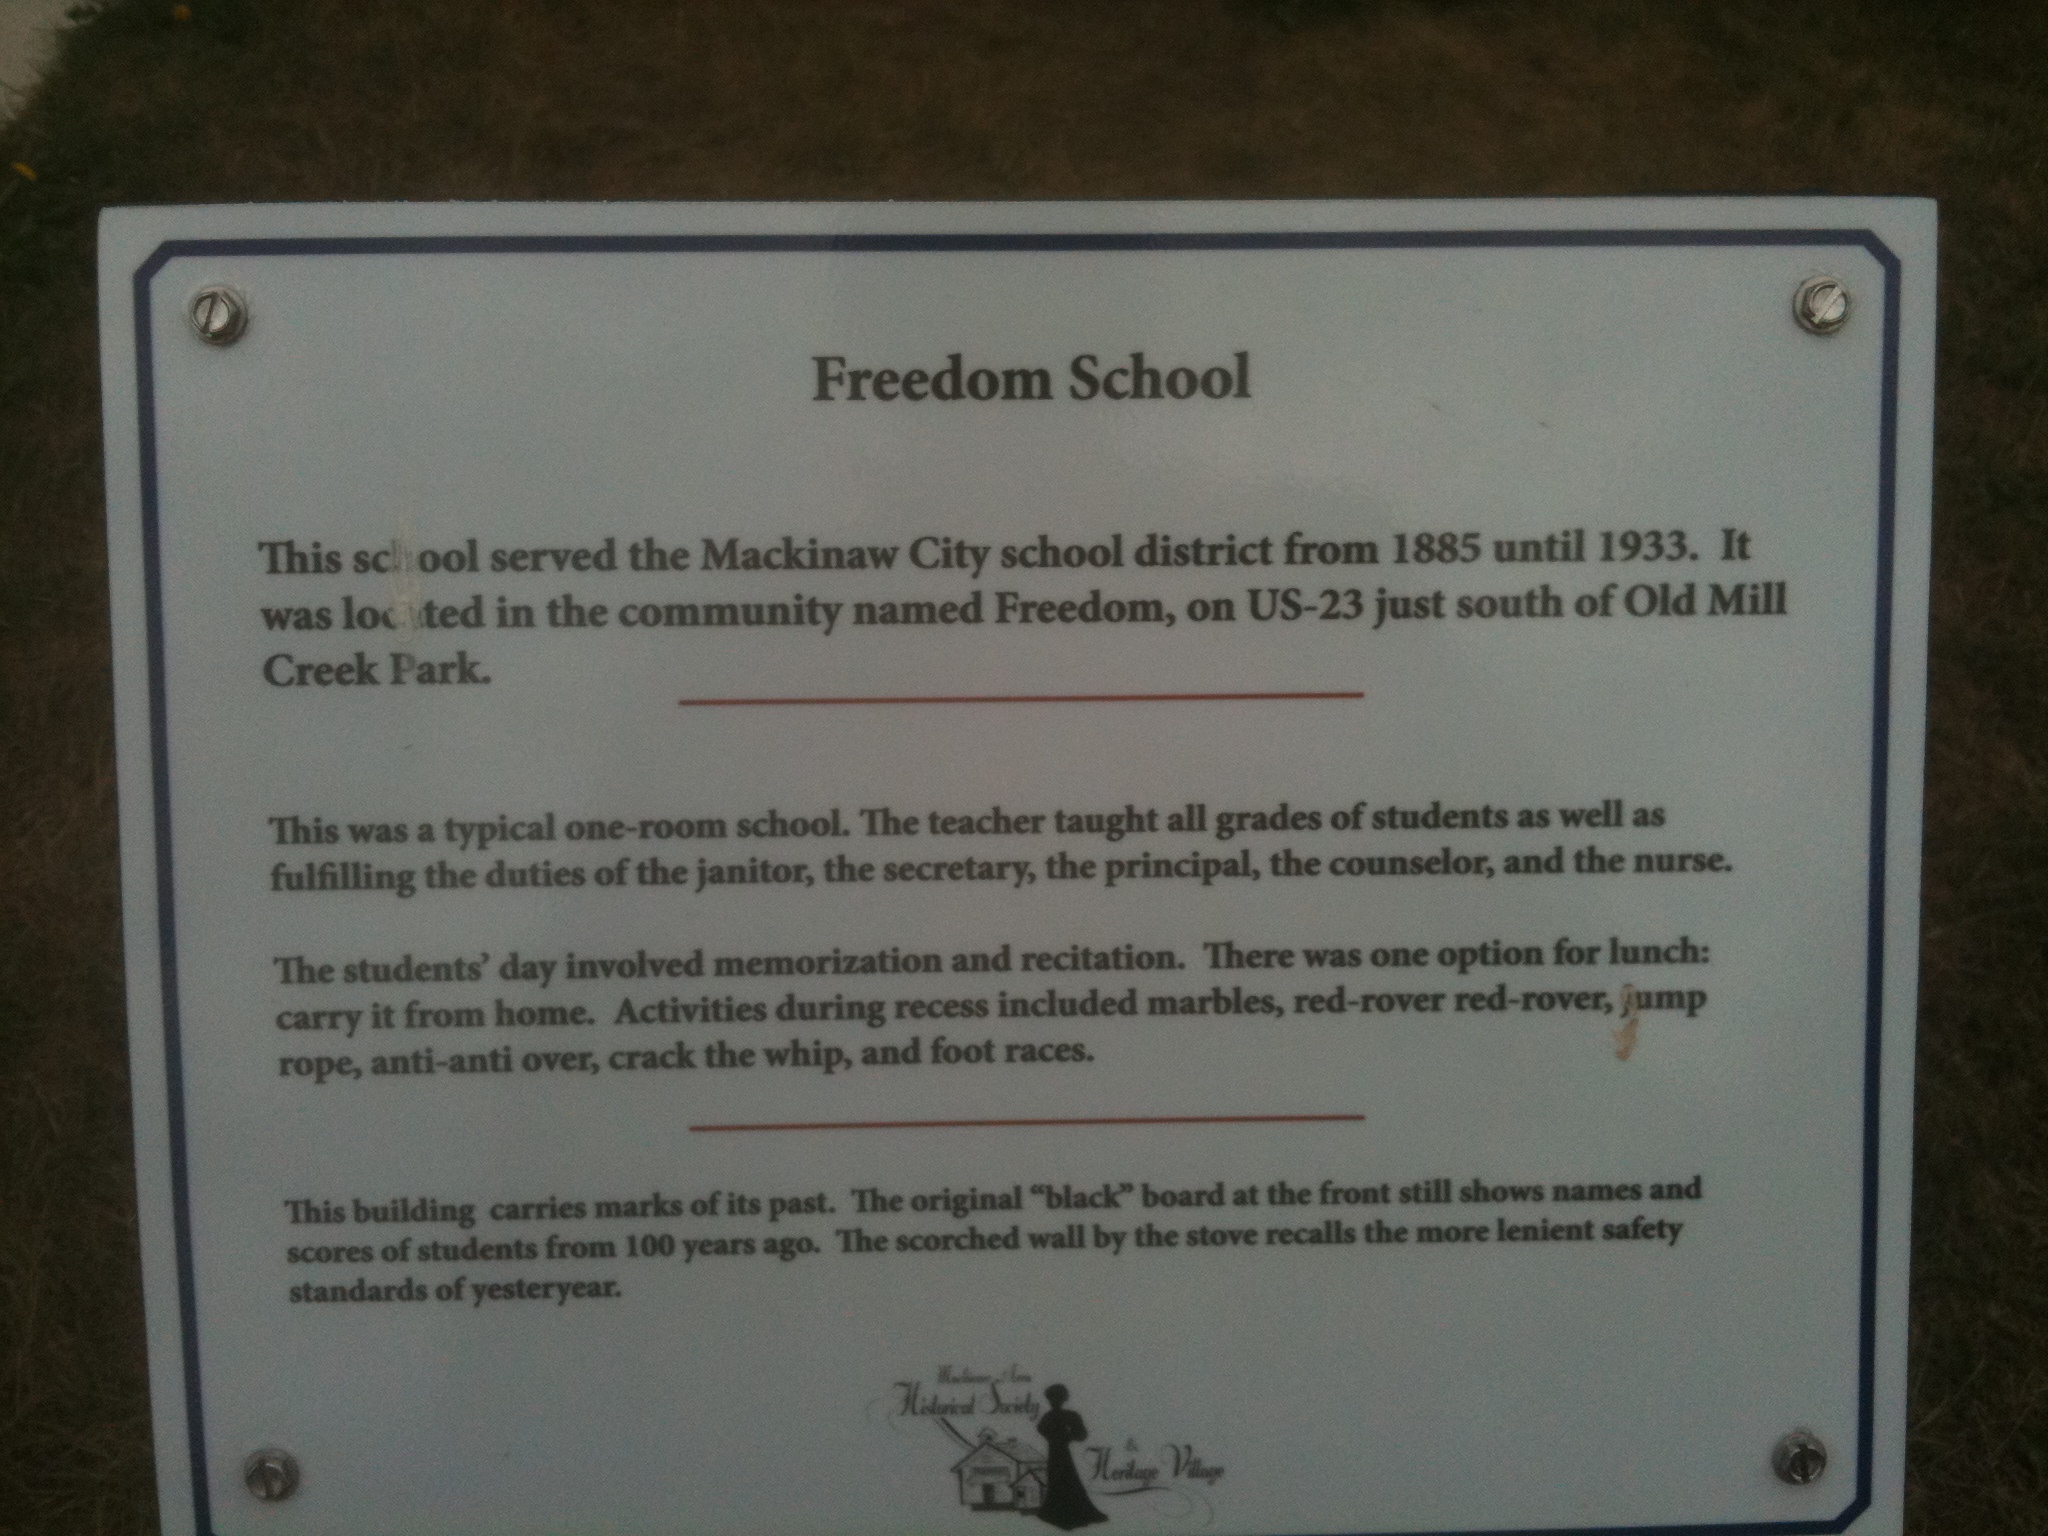 Freedom School
This school served the Mackinaw City school district from 1885 until 1933. It
was located in the community named Freedom, on US-23 just south of Old Mill
Creek Park.
This was a typical one-room school. The teacher taught all grades of students as well as
fulfilling the duties of the janitor, the secretary, the principal, the counselor, and the nurse.
The students' day involved memorization and recitation. There was one option for lunch:
carry it from home. Activities during recess included marbles, red-rover red-rover, jump
rope, anti-anti over, crack the whip, and foot races.
This building carries marks of its past. The original “black” board at the front still shows names and
scores of students from 100 years ago. The scorched wall by the stove recalls the more lenient safety
standards of yesteryear.
Mackinaw Area
Historical Society
&
Heritage Village